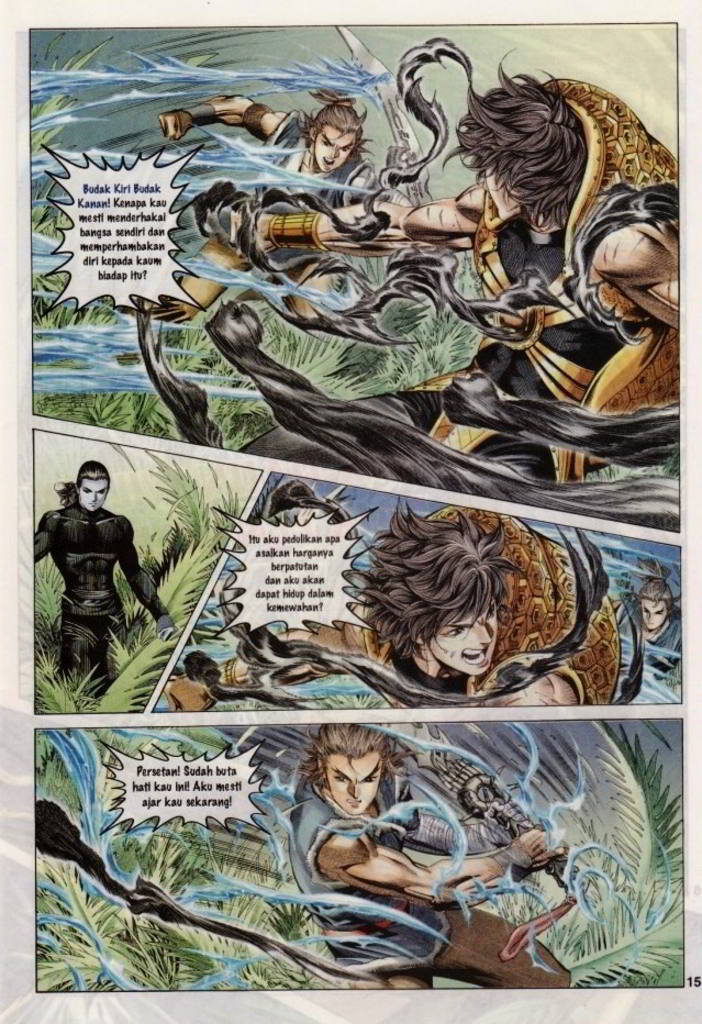 Budak Kiri Budak
Kanan! Kenapa kau
mesti menderhakai
bangsa sendiri dan
memperhambakan
diri kepada kaum
biadap itu?
Itu aku pedulikan apa
asalkan harganya
berpatutan
dan aku akan
dapat hidup dalam
kemewahan?
Persetan! Sudah buta
hati kau ini! Aku mesti
ajar kau sekarang!
15